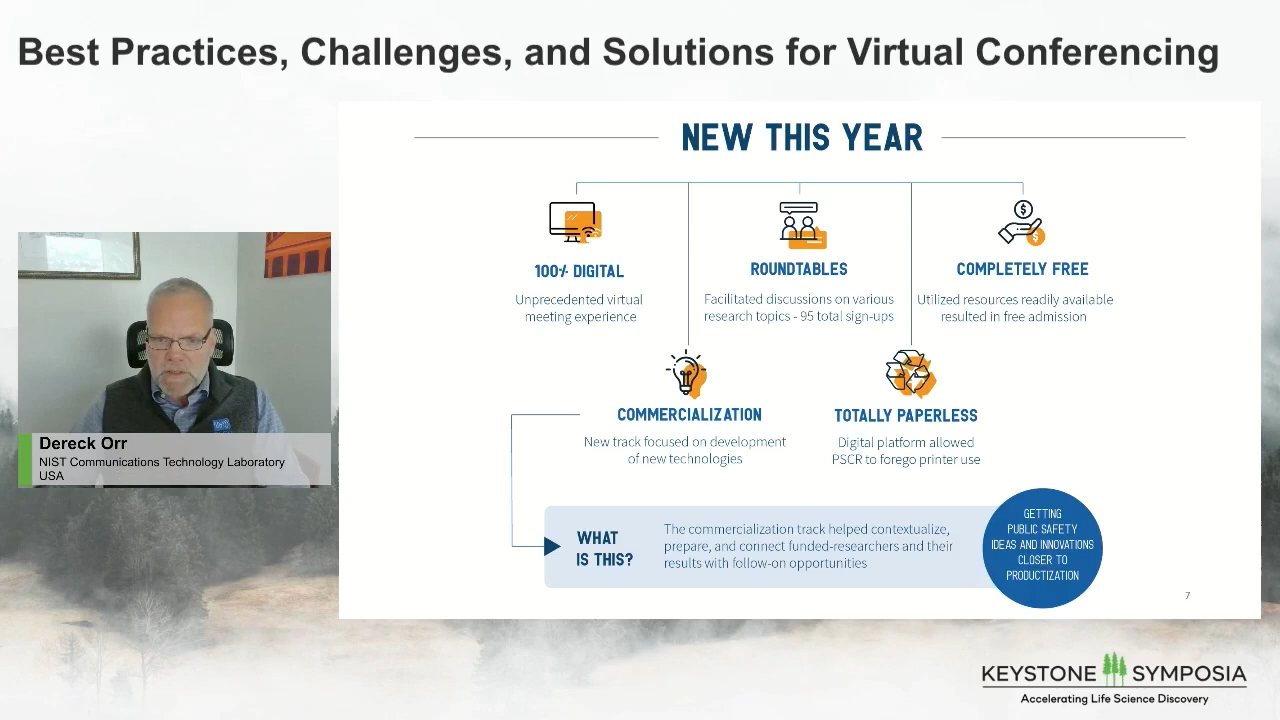 Best Practices, Challenges, and Solutions for Virtual Conferencing
NEW THIS YEAR
100% DIGITAL
Unprecedented virtual
meeting experience
ROUNDTABLES
Facilitated discussions on various
research topics - 95 total sign-ups
COMPLETELY FREE
Utilized resources readily available
resulted in free admission
COMMERCIALIZATION
New track focused on development
of new technologies
TOTALLY PAPERLESS
Digital platform allowed
PSCR to forego printer use
WHAT
IS THIS?
The commercialization track helped contextualize,
prepare, and connect funded-researchers and their
results with follow-on opportunities
GETTING
PUBLIC SAFETY
IDEAS AND INNOVATIONS
CLOSER TO
PRODUCTIZATION
7
Dereck Orr
NIST Communications Technology Laboratory
USA
KEYSTONE SYMPOSIA
Accelerating Life Science Discovery